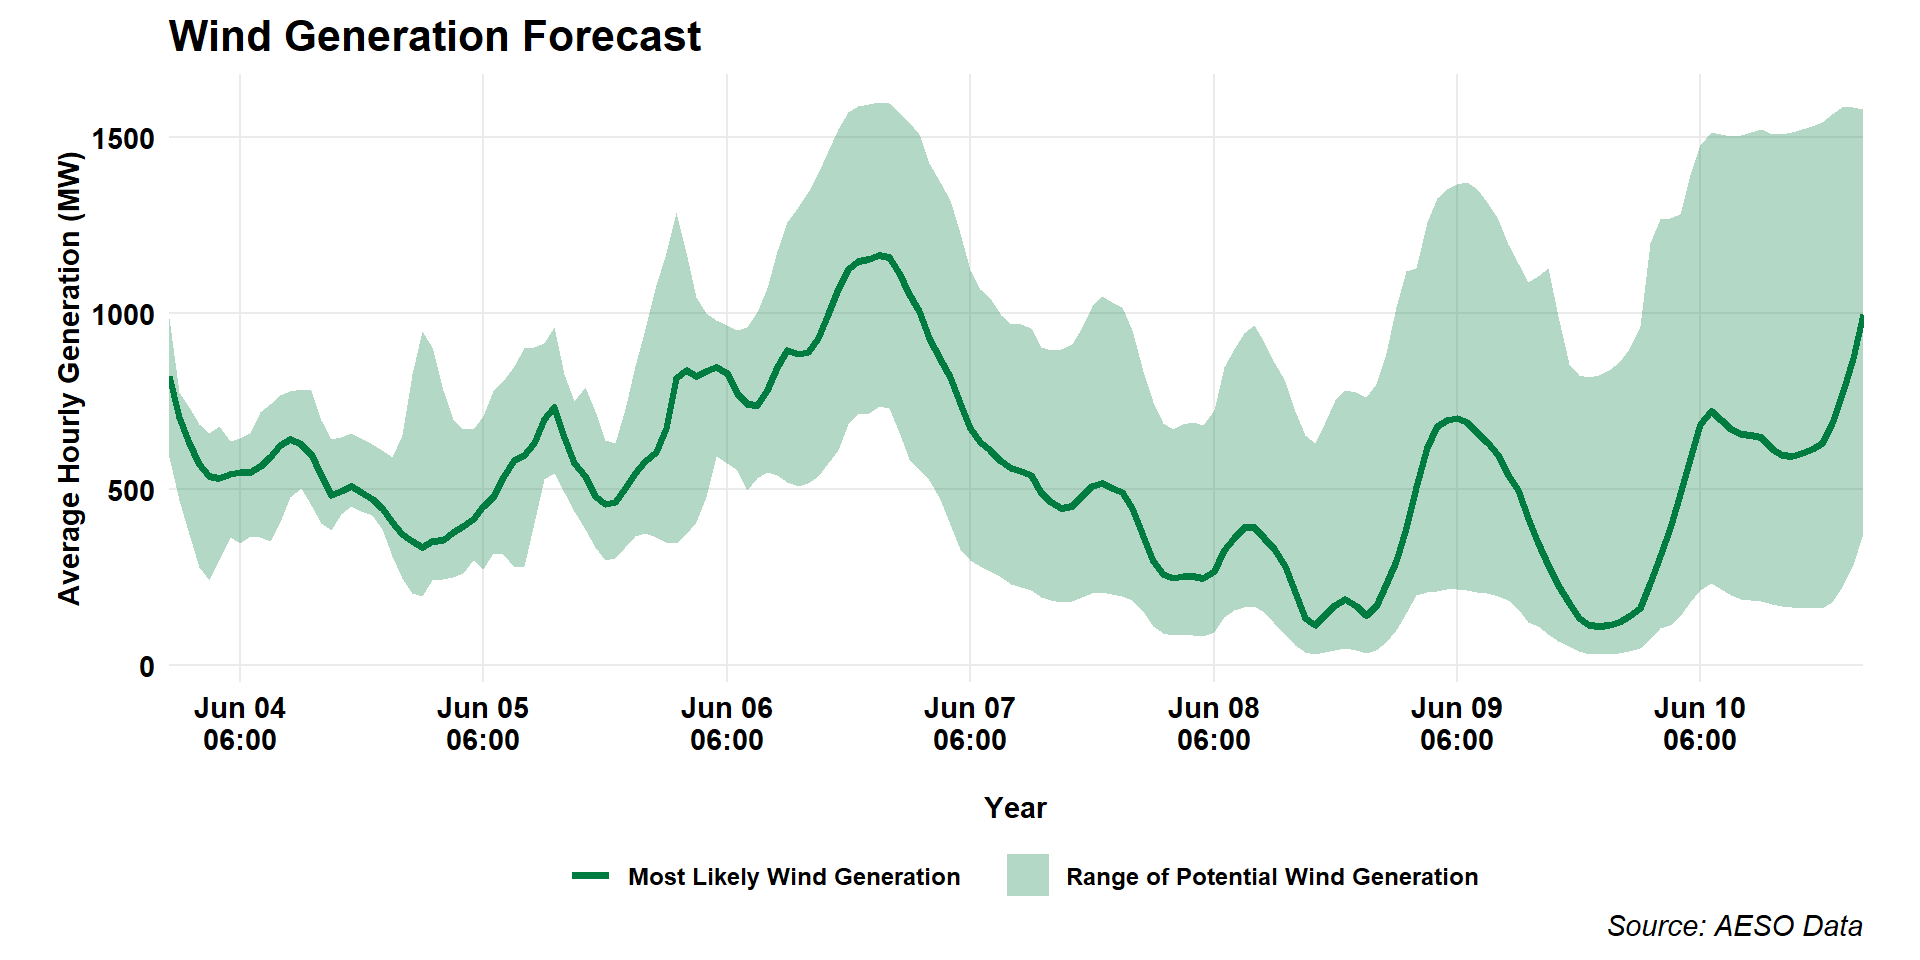 Wind Generation Forecast
Average Hourly Generation (MW)
1500
1000
500
0
Jun 04 Jun 05 Jun 06 Jun 07 Jun 08 Jun 09 Jun 10
06:00 06:00 06:00 06:00 06:00 06:00 06:00
Year
Most Likely Wind Generation Range of Potential Wind Generation
Source: AESO Data